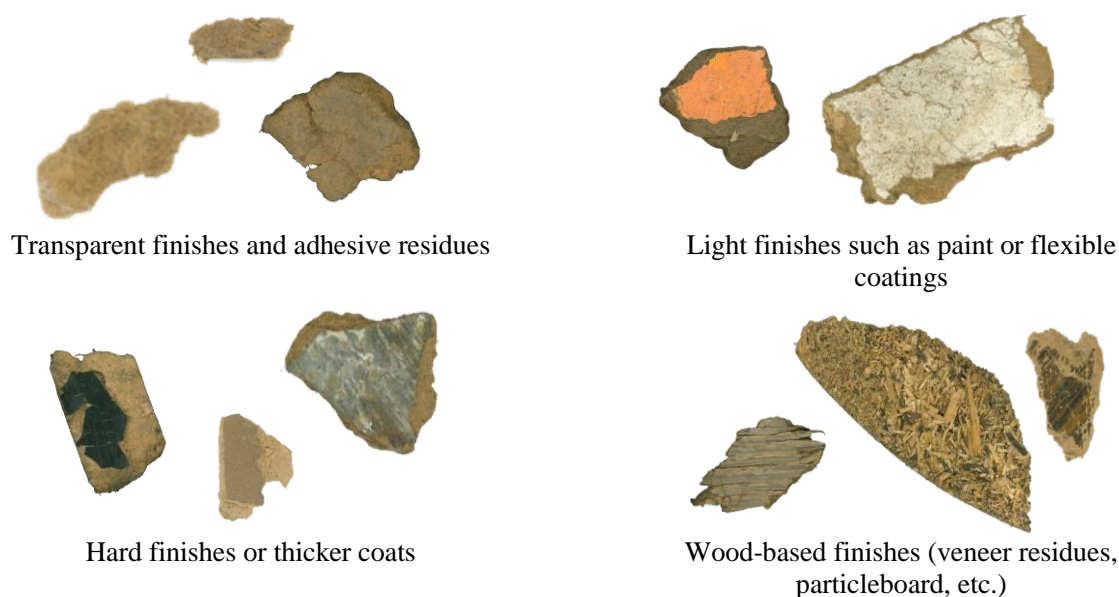 Transparent finishes and adhesive residues
Light finishes such as paint or flexible
coatings
Hard finishes or thicker coats
Wood-based finishes (veneer residues,
particleboard, etc.)